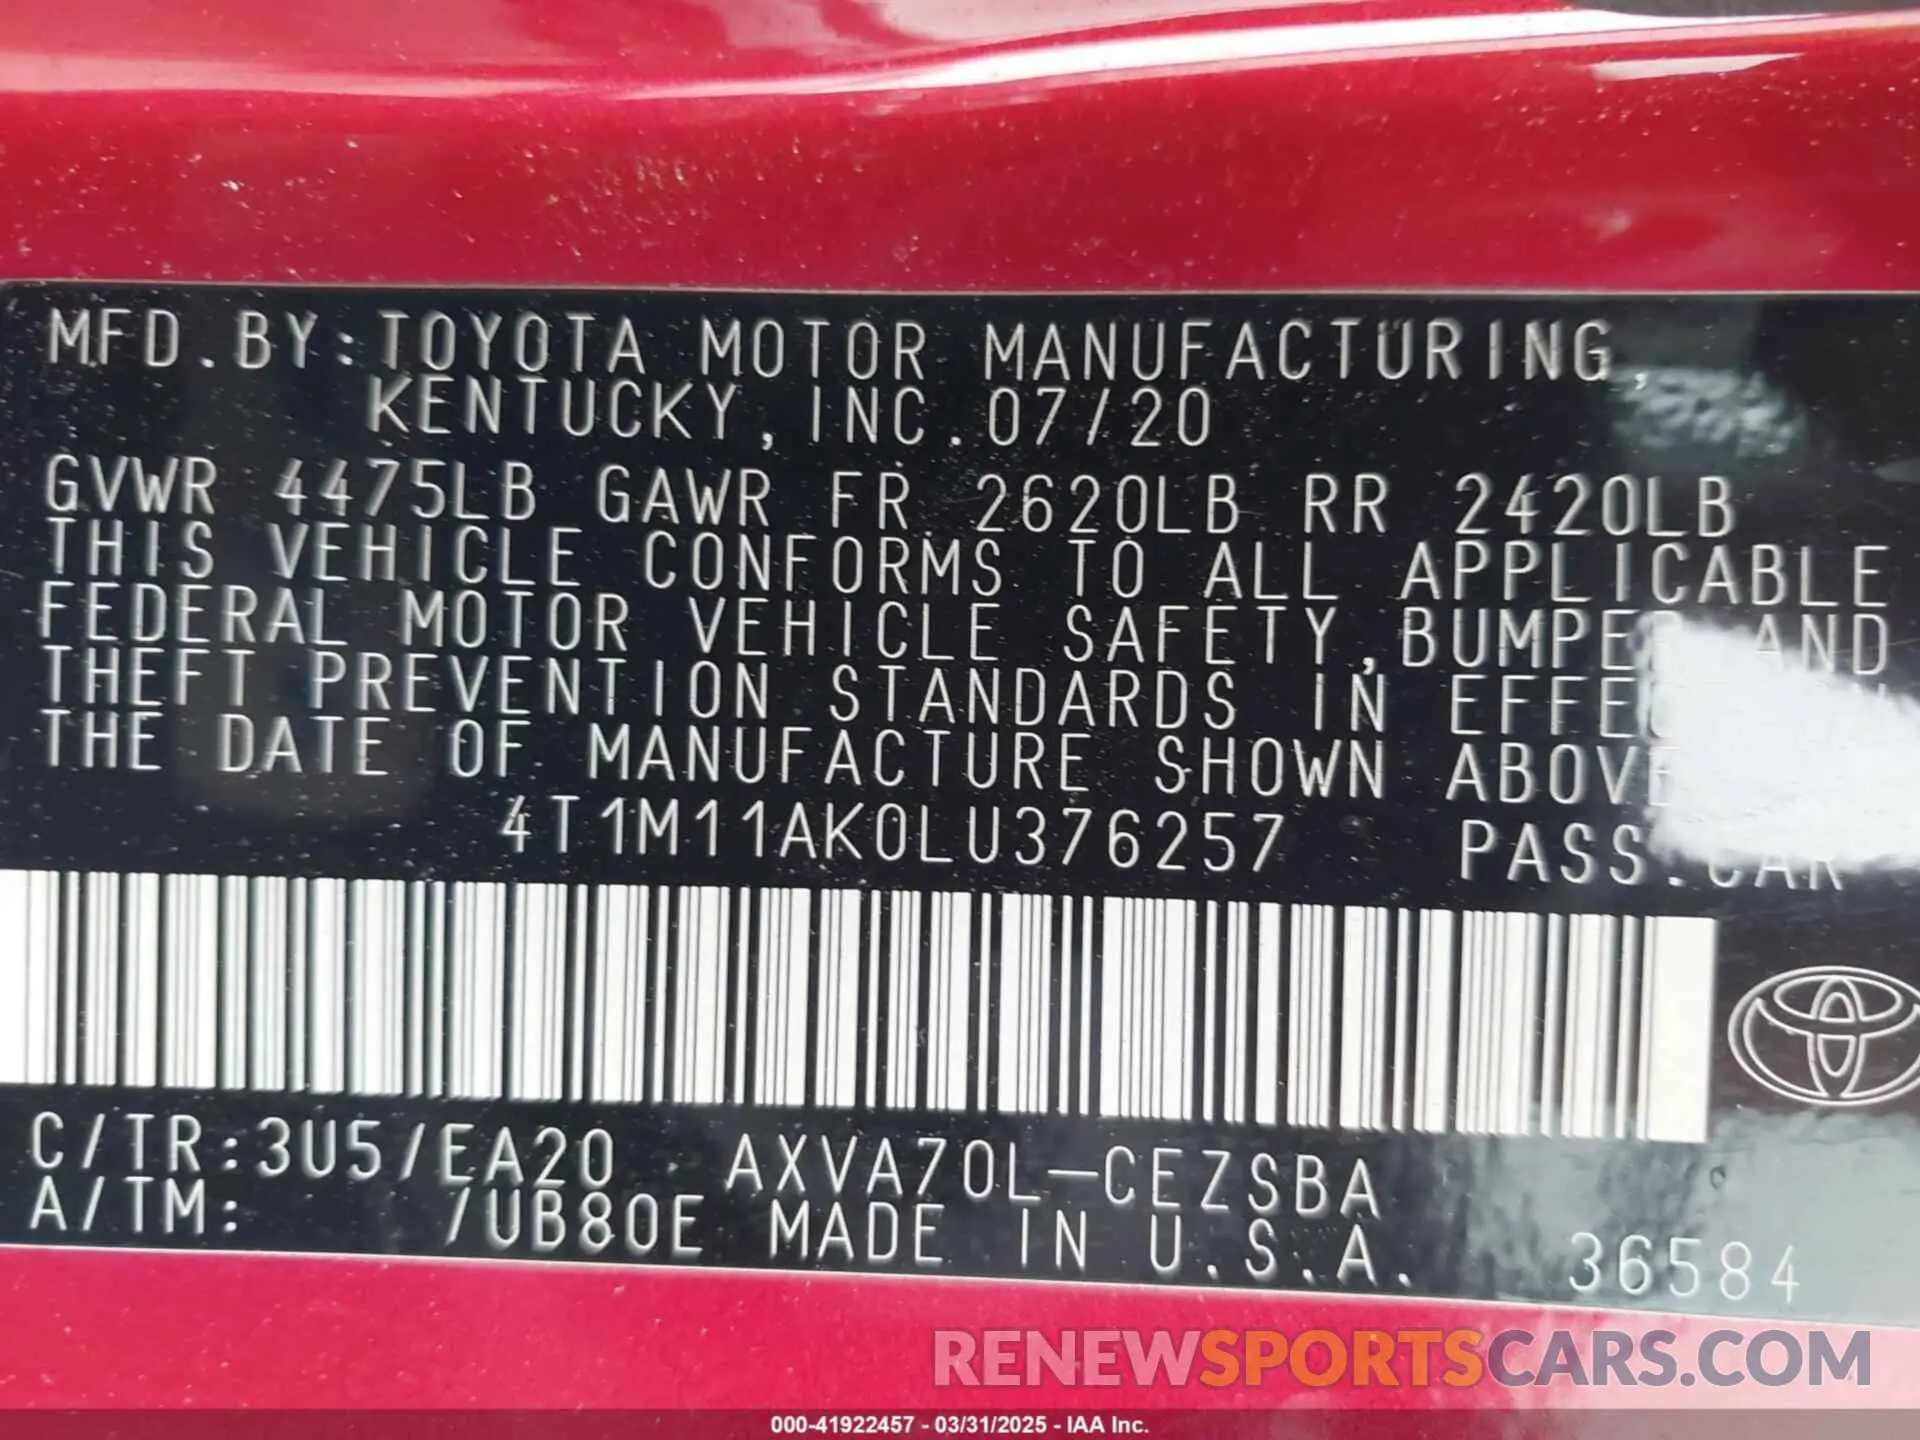 MFD.BY:TOYOTA MOTOR MANUFACTURING,
KENTUCKY, INC. 07/20
GVWR 4475LB GAWR FR 2620LB RR 2420LB
THIS VEHICLE CONFORMS TO ALL APPLICABLE
FEDERAL MOTOR VEHICLE SAFETY, BUMPER AND
THEFT PREVENTION STANDARDS IN
THE DATE OF MANUFACTURE SHOWN ABOVE
4T1M11AK0LU376257 PASS.CAR
C/TR:3U5/EA20 AXVA70L-CEZSBA
A/TM: /UB80E MADE IN U.S.A. 36584
RENEWSPORTSCARS.COM
000-41922457 - 03/31/2025 - IAA Inc.